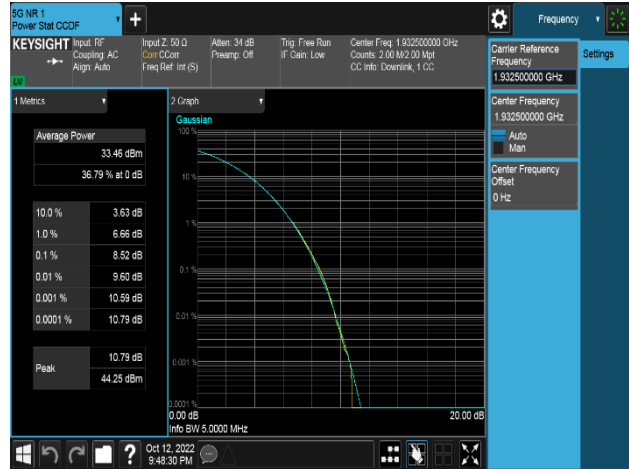 5G NR 1
Power Stat CCDF
Frequency
KEYSIGHT
Input: RF
Coupling: AC
Align: Auto
Input Z: 50 Ω
Corr CCorr
Freq Ref: Int (S)
Atten: 34 dB
Preamp: Off
Trig: Free Run
IF Gain: Low
Center Freq: 1.932500000 GHz
Counts: 2.00 M/2.00 Mpt
CC Info: Downlink, 1 CC
1 Metrics
Average Power
33.46 dBm
36.79 % at 0 dB
10.0 % 3.63 dB
1.0 % 6.66 dB
0.1 % 8.52 dB
0.01 % 9.60 dB
0.001 % 10.59 dB
0.0001 % 10.79 dB
Peak
10.79 dB
44.25 dBm
2 Graph
Gaussian
100 %
10 %
1 %
0.1 %
0.01 %
0.001 %
0.0001 %
0.00 dB 20.00 dB
Info BW 5.0000 MHz
Carrier Reference
Frequency
1.932500000 GHz
Center Frequency
1.932500000 GHz
Auto
Man
Center Frequency
Offset
0 Hz
Settings
?
Oct 12, 2022
9:48:30 PM